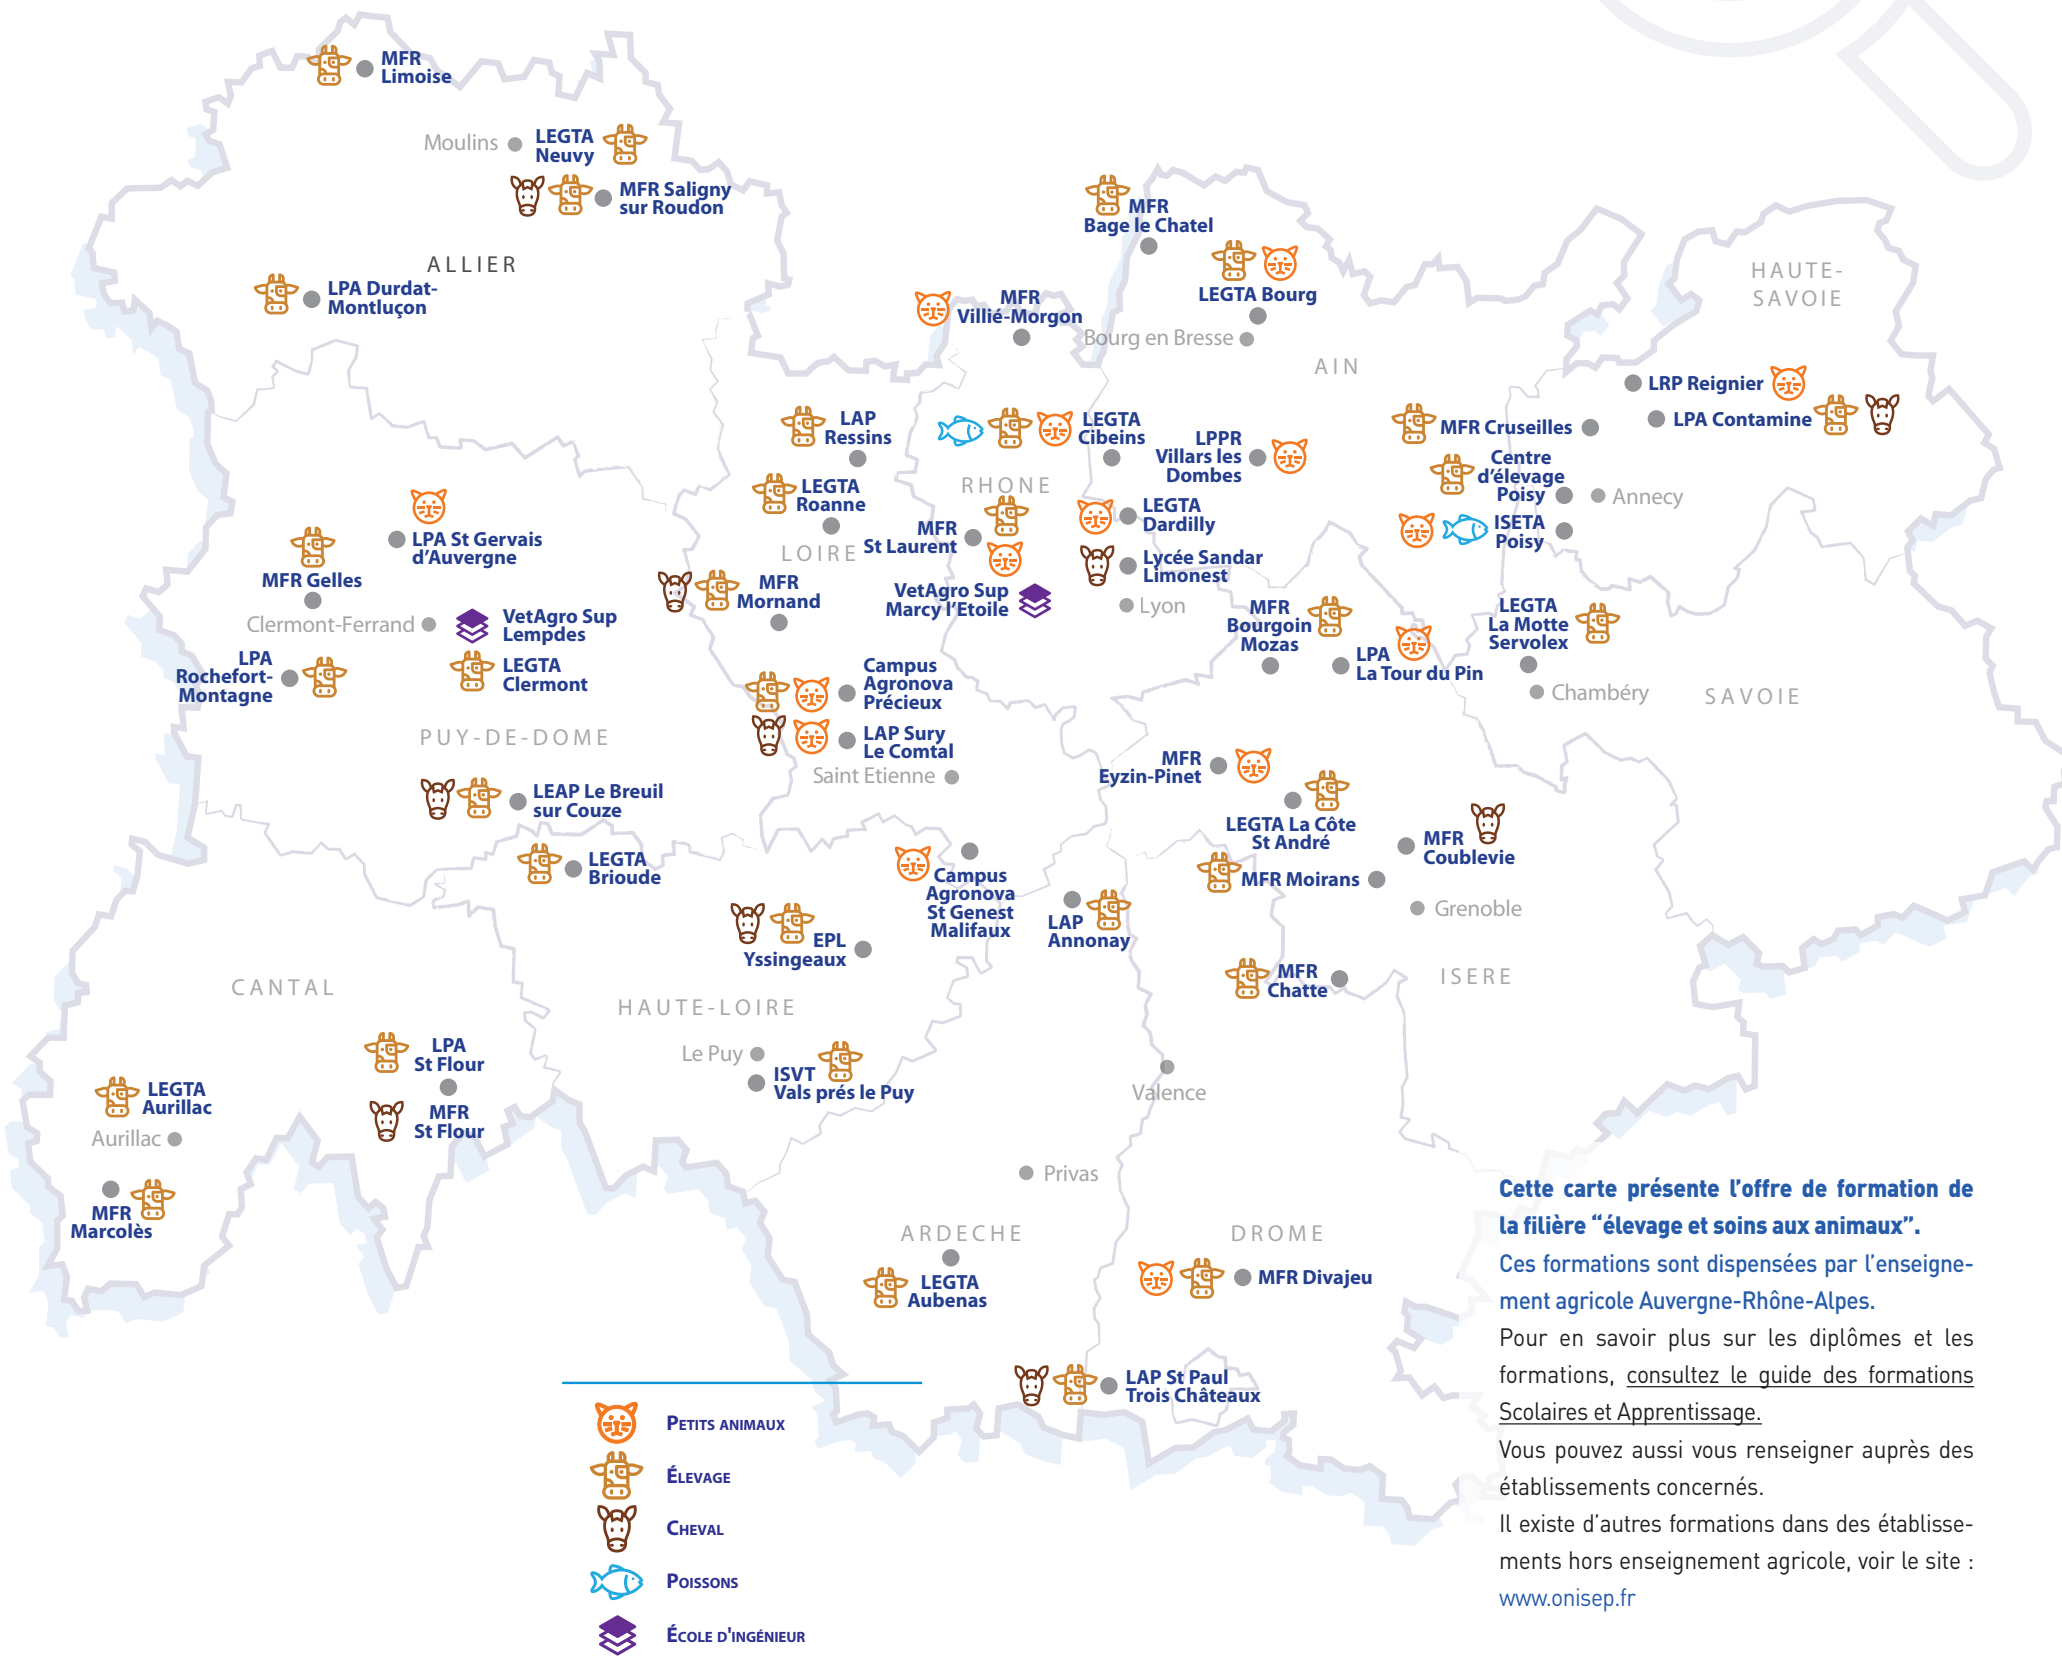 MFR
Limoise
Moulins
LEGTA
Neuvy
MFR Saligny
sur Roudon
ALLIER
LPA Durdat-
Montluçon
MFR
Bage le Chatel
LEGTA Bourg
Bourg en Bresse
MFR
Villié-Morgon
AIN
HAUTE-
SAVOIE
LRP Reignier
LPA Contamine
MFR Cruseilles
Centre
d'élevage
Poisy
Annecy
ISETA
Poisy
LAP
Ressins
LEGTA
Roanne
LOIRE
LEGTA
Cibeins
LPPR
Villars les
Dombes
RHONE
MFR
St Laurent
LEGTA
Dardilly
Lycée Sandar
Limonest
VetAgro Sup
Marcy l'Etoile
Lyon
LPA St Gervais
d'Auvergne
MFR Gelles
Clermont-Ferrand
VetAgro Sup
Lempdes
LPA
Rochefort-
Montagne
LEGTA
Clermont
PUY-DE-DOME
MFR
Mornand
Campus
Agronova
Précieux
LAP Sury
Le Comtal
Saint Etienne
MFR
Bourgoin
Mozas
LPA
La Tour du Pin
LEGTA
La Motte
Servolex
Chambéry
SAVOIE
MFR
Eyzin-Pinet
LEGTA La Côte
St André
MFR
Coublevie
MFR Moirans
Grenoble
LEAP Le Breuil
sur Couze
LEGTA
Brioude
Campus
Agronova
St Genest
Malifaux
LAP
Annonay
EPL
Yssingeaux
MFR
Chatte
ISERE
CANTAL
HAUTE-LOIRE
LPA
St Flour
MFR
St Flour
LEGTA
Aurillac
Aurillac
MFR
Marcolès
Le Puy
ISVT
Vals prés le Puy
Valence
Privas
ARDECHE
LEGTA
Aubenas
DROME
MFR Divajeu
LAP St Paul
Trois Châteaux
PETITS ANIMAUX
ÉLEVAGE
CHEVAL
POISSONS
ÉCOLE D'INGÉNIEUR
Cette carte présente l'offre de formation de
la filière “élevage et soins aux animaux”.
Ces formations sont dispensées par l'enseigne-
ment agricole Auvergne-Rhône-Alpes.
Pour en savoir plus sur les diplômes et les
formations, consultez le guide des formations
Scolaires et Apprentissage.
Vous pouvez aussi vous renseigner auprès des
établissements concernés.
Il existe d'autres formations dans des établisse-
ments hors enseignement agricole, voir le site :
www.onisep.fr